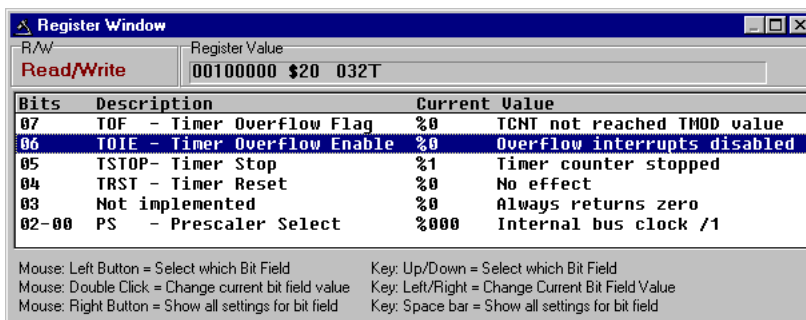 Register Window
R/W
Register Value
Read/Write
00100000 $20 032T
Bits Description Current Value
07 TOF - Timer Overflow Flag %0 TCNT not reached TMOD value
06 TOIE - Timer Overflow Enable %0 Overflow interrupts disabled
05 TSTOP- Timer Stop %1 Timer counter stopped
04 TRST - Timer Reset %0 No effect
03 Not implemented %0 Always returns zero
02-00 PS - Prescaler Select %000 Internal bus clock /1
Mouse: Left Button = Select which Bit Field Key: Up/Down = Select which Bit Field
Mouse: Double Click = Change current bit field value Key: Left/Right = Change Current Bit Field Value
Mouse: Right Button = Show all settings for bit field Key: Space bar = Show all settings for bit field